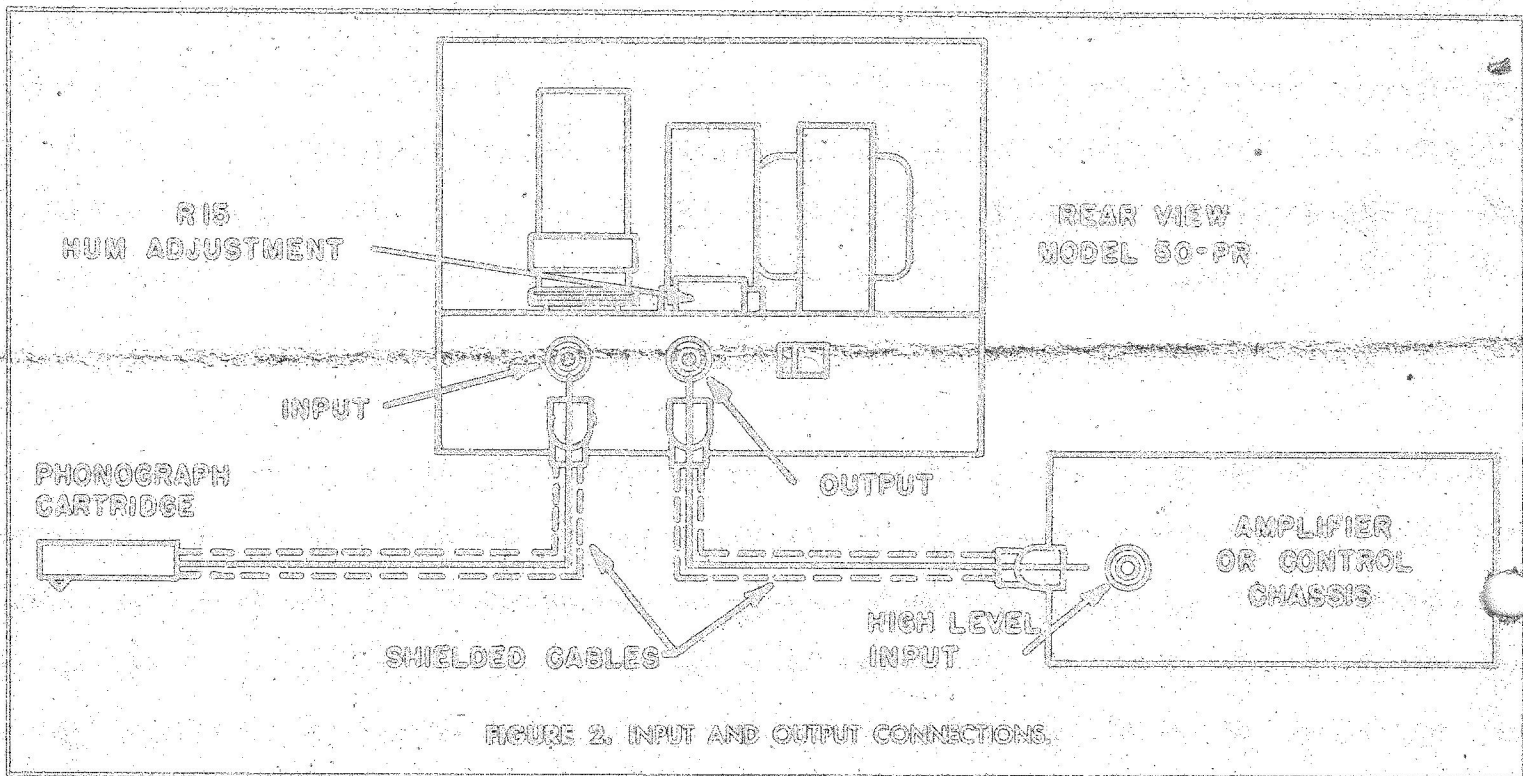 R15
HUM ADJUSTMENT
REAR VIEW
MODEL 50-PR
INPUT
OUTPUT
PHONOGRAPH
CARTRIDGE
AMPLIFIER
OR CONTROL
CHASSIS
HIGH LEVEL
INPUT
SHIELDED CABLES
FIGURE 2. INPUT AND OUTPUT CONNECTIONS.